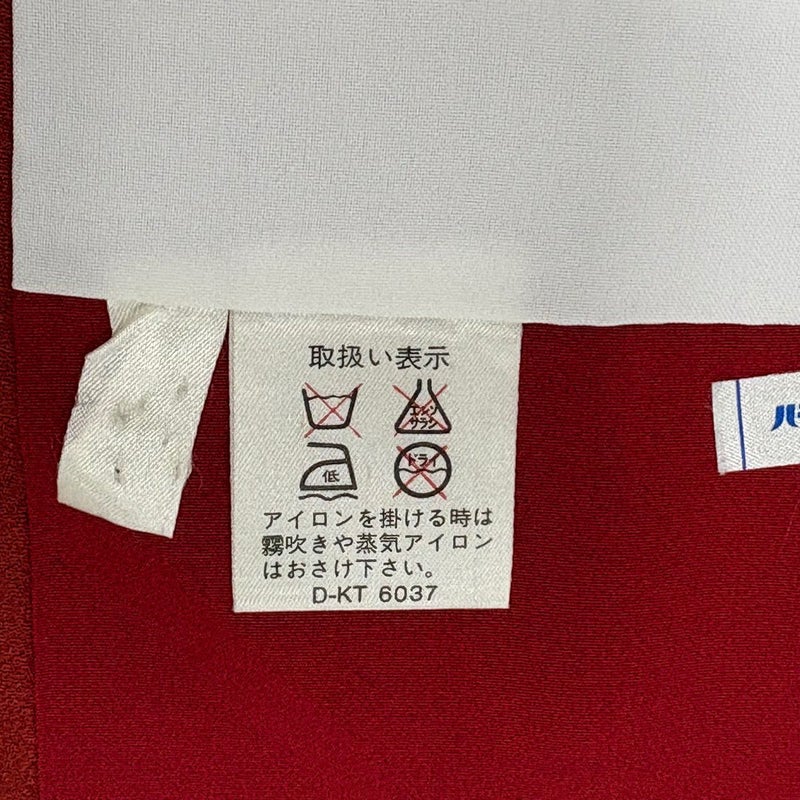 取扱い表示
エンソ
サラシ
低
ドライ
アイロンを掛ける時は
霧吹きや蒸気アイロン
はおさけ下さい。
D-KT 6037